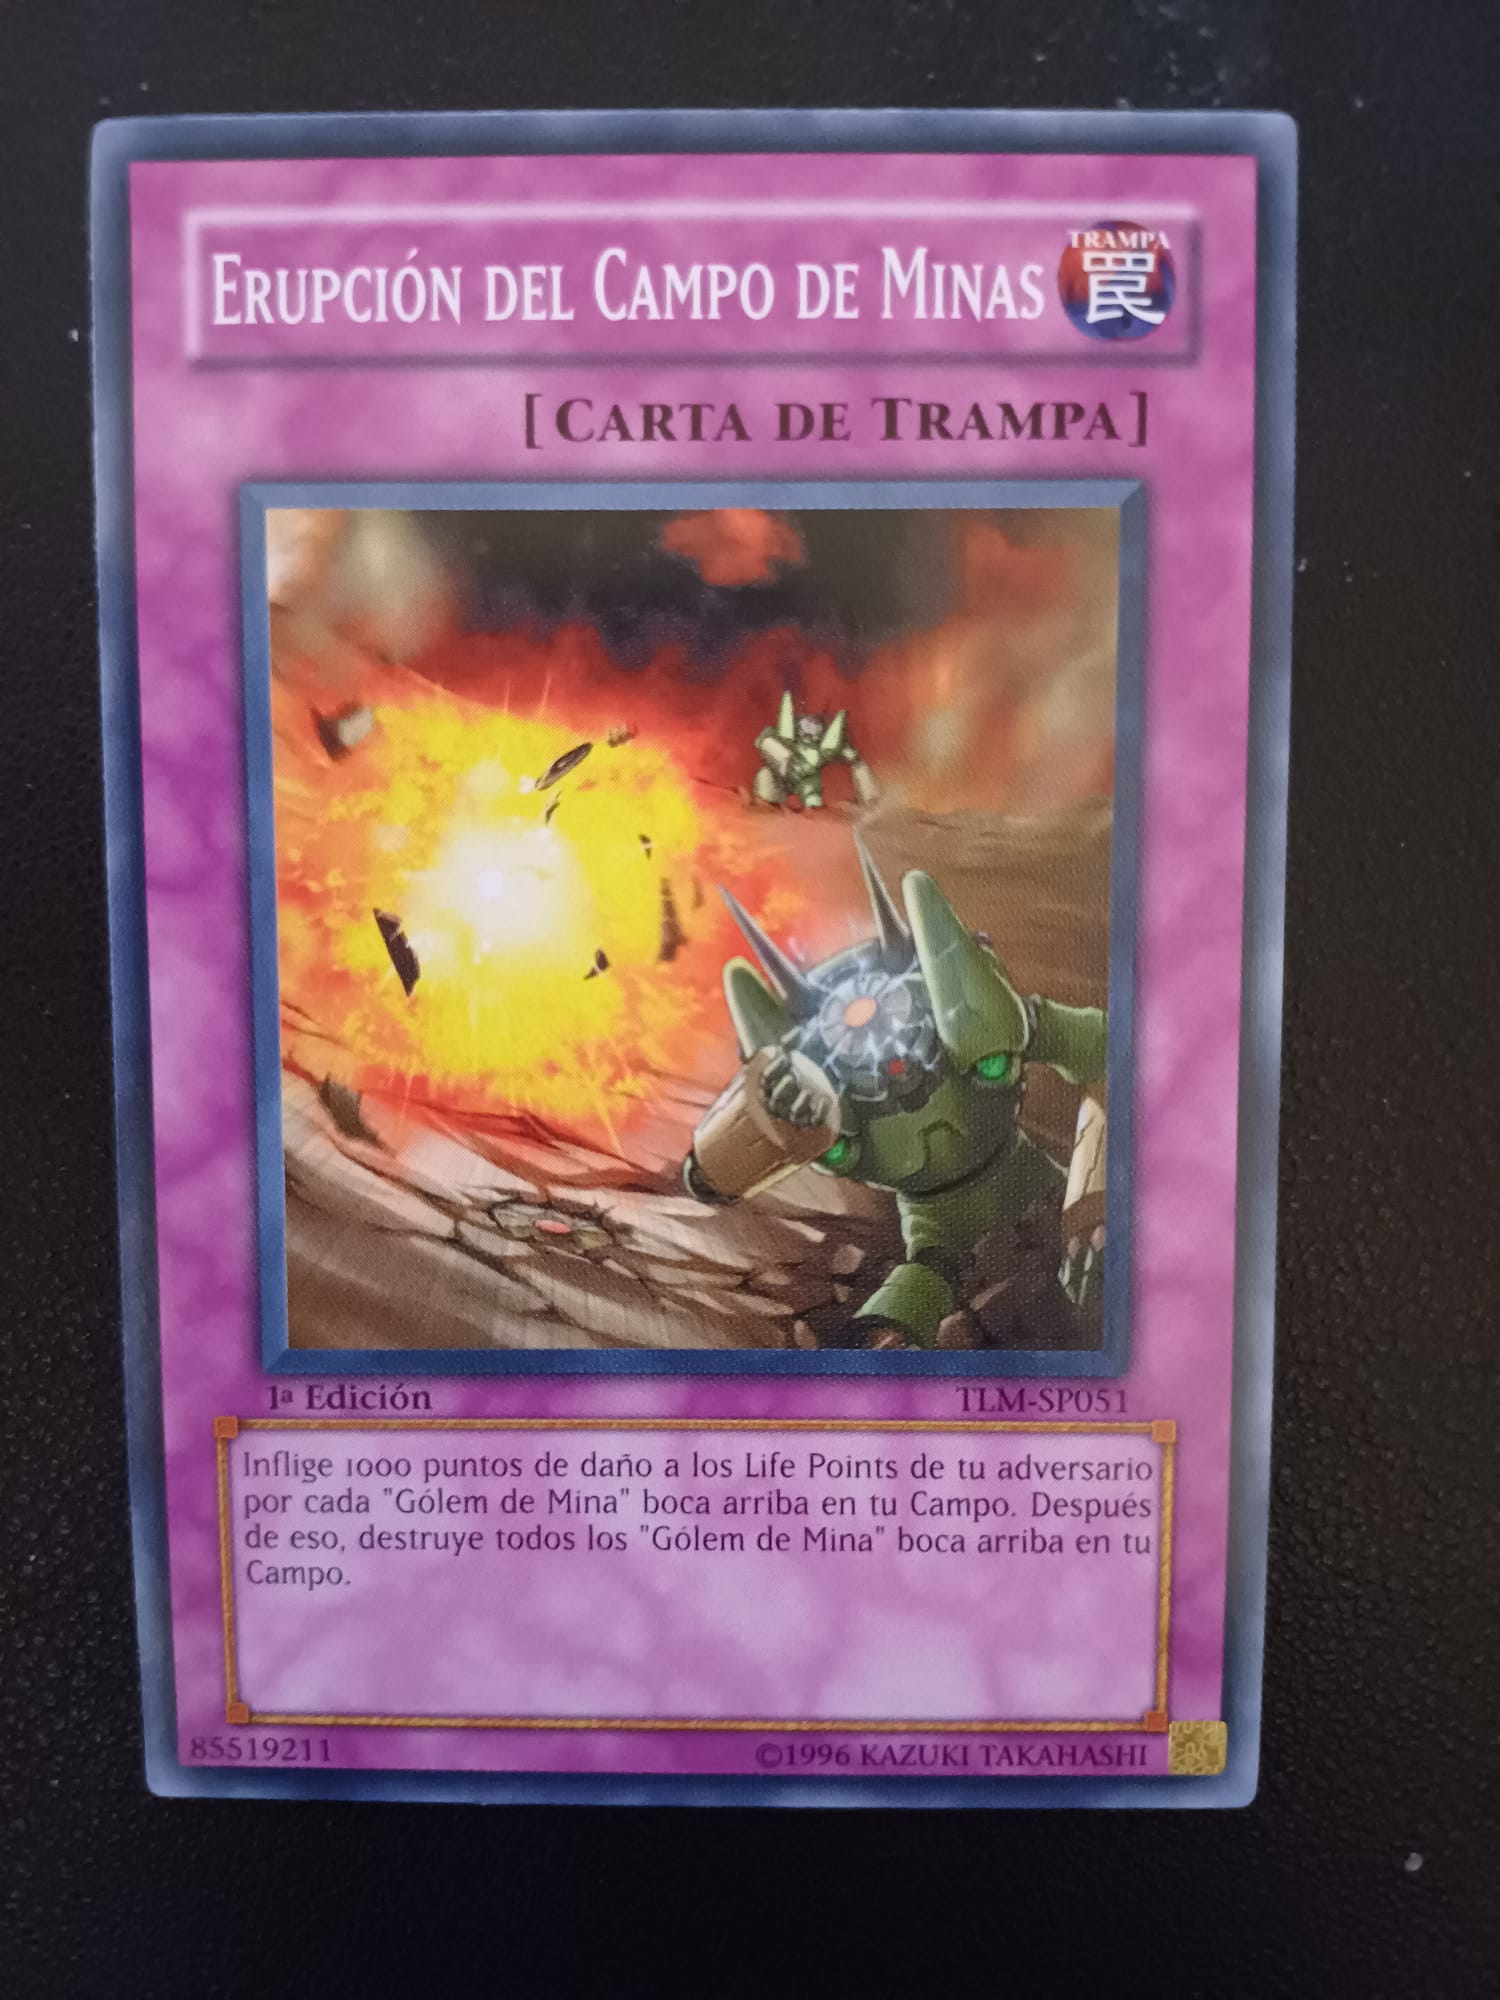 ERUPCIÓN DEL CAMPO DE MINAS
TRAMPA
罠
[CARTA DE TRAMPA]
1ª Edición
TLM-SP051
Inflige 1000 puntos de daño a los Life Points de tu adversario
por cada "Gólem de Mina" boca arriba en tu Campo. Después
de eso, destruye todos los "Gólem de Mina" boca arriba en tu
Campo.
85519211
©1996 KAZUKI TAKAHASHI